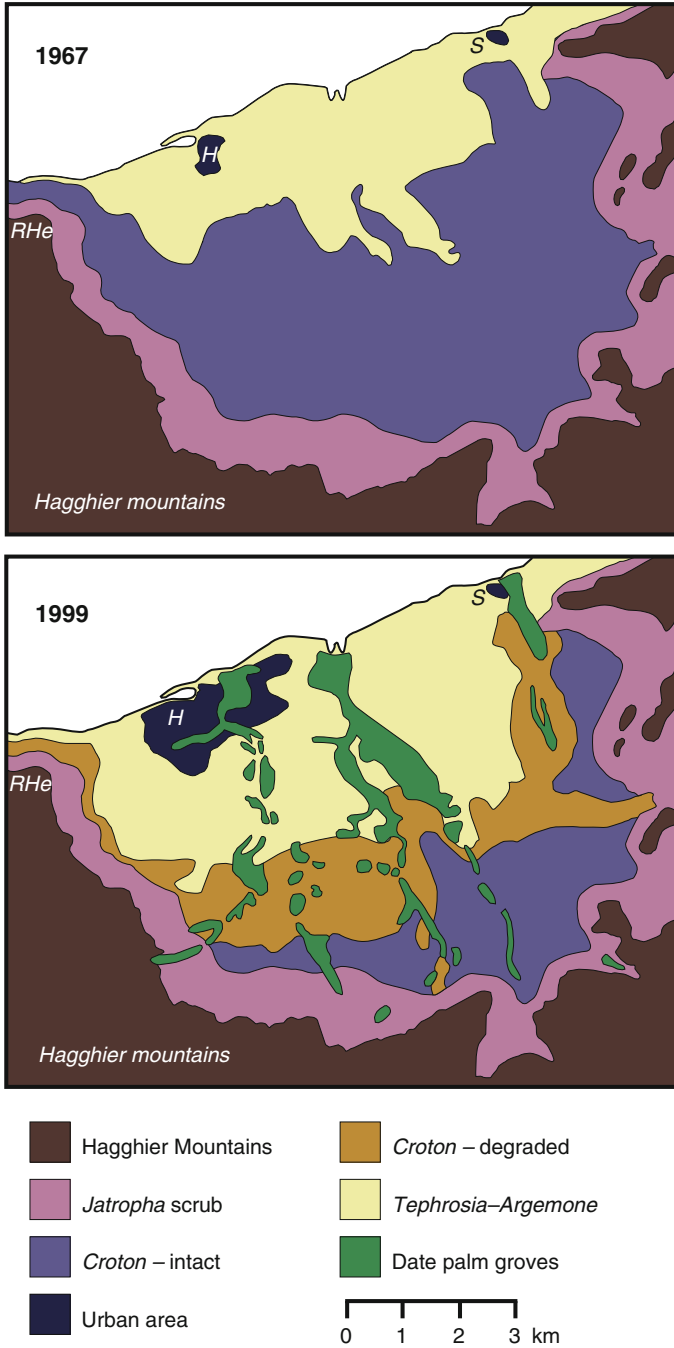 1967
S
H
RHe
Hagghier mountains
1999
S
H
RHe
Hagghier mountains
Hagghier Mountains
Jatropha scrub
Croton – intact
Urban area
Croton – degraded
Tephrosia–Argemone
Date palm groves
0 1 2 3 km